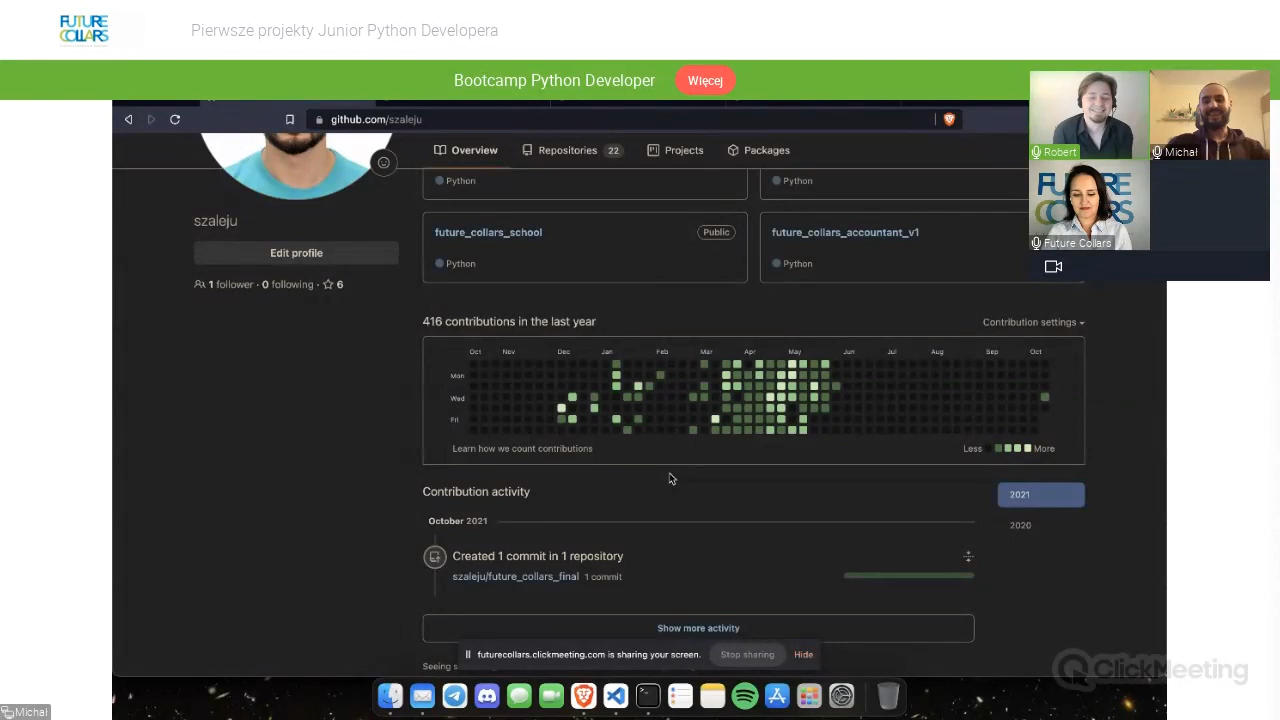 FUTURE
COLLARS
Pierwsze projekty Junior Python Developera
Bootcamp Python Developer
Więcej
Robert
Michał
FUTURE
COLLARS
Future Collars
github.com/szaleju
Overview
Repositories 22
Projects
Packages
szaleju
Edit profile
1 follower · 0 following · 6
Python
Python
future_collars_school
Public
Python
future_collars_accountant_v1
Python
416 contributions in the last year
Contribution settings
Oct Nov Dec Jan Feb Mar Apr May Jun Jul Aug Sep Oct
Mon
Wed
Fri
Learn how we count contributions
Less More
Contribution activity
2021
2020
October 2021
Created 1 commit in 1 repository
szaleju/future_collars_final 1 commit
Show more activity
Seeing
futurecollars.clickmeeting.com is sharing your screen.
Stop sharing
Hide
ClickMeeting
Michał